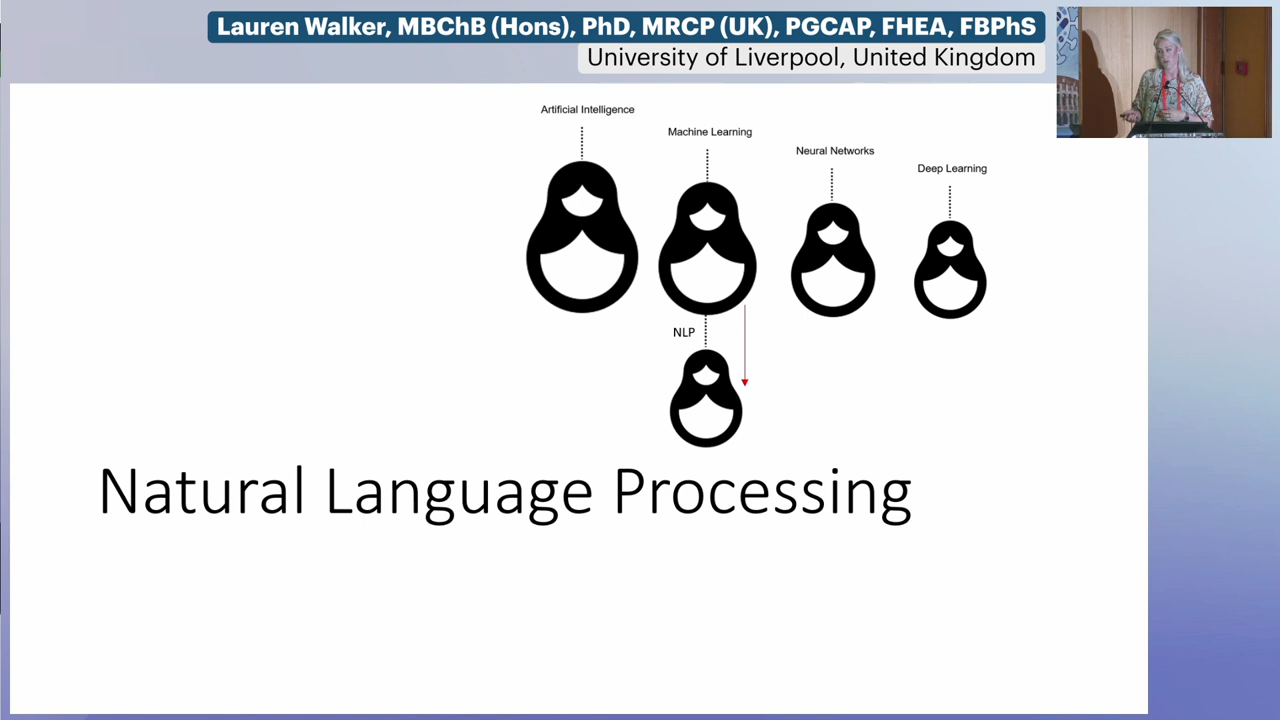 Lauren Walker, MBChB (Hons), PhD, MRCP (UK), PGCAP, FHEA, FBPhS
University of Liverpool, United Kingdom
Artificial Intelligence
Machine Learning
Neural Networks
Deep Learning
NLP
Natural Language Processing